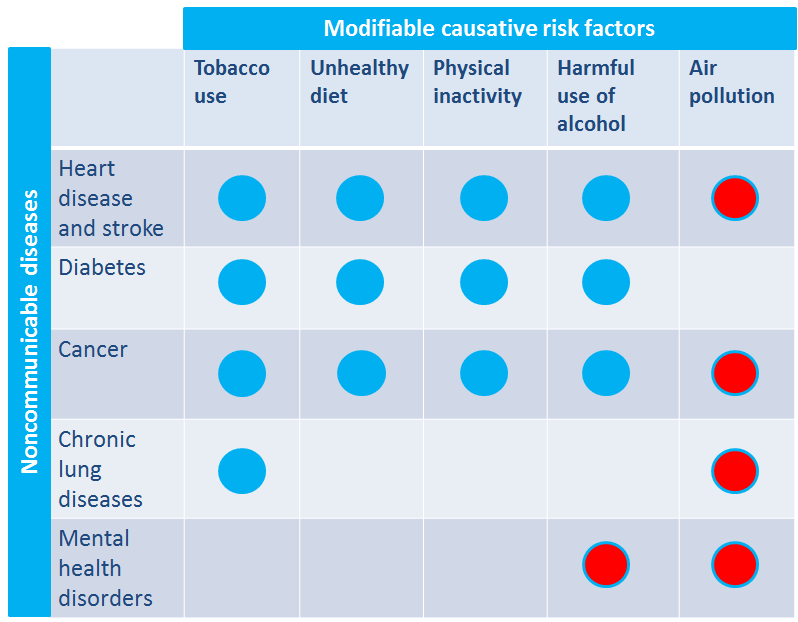 Modifiable causative risk factors
Noncommunicable diseases
Tobacco
use
Unhealthy
diet
Physical
inactivity
Harmful
use of
alcohol
Air
pollution
Heart
disease
and stroke
Diabetes
Cancer
Chronic
lung
diseases
Mental
health
disorders